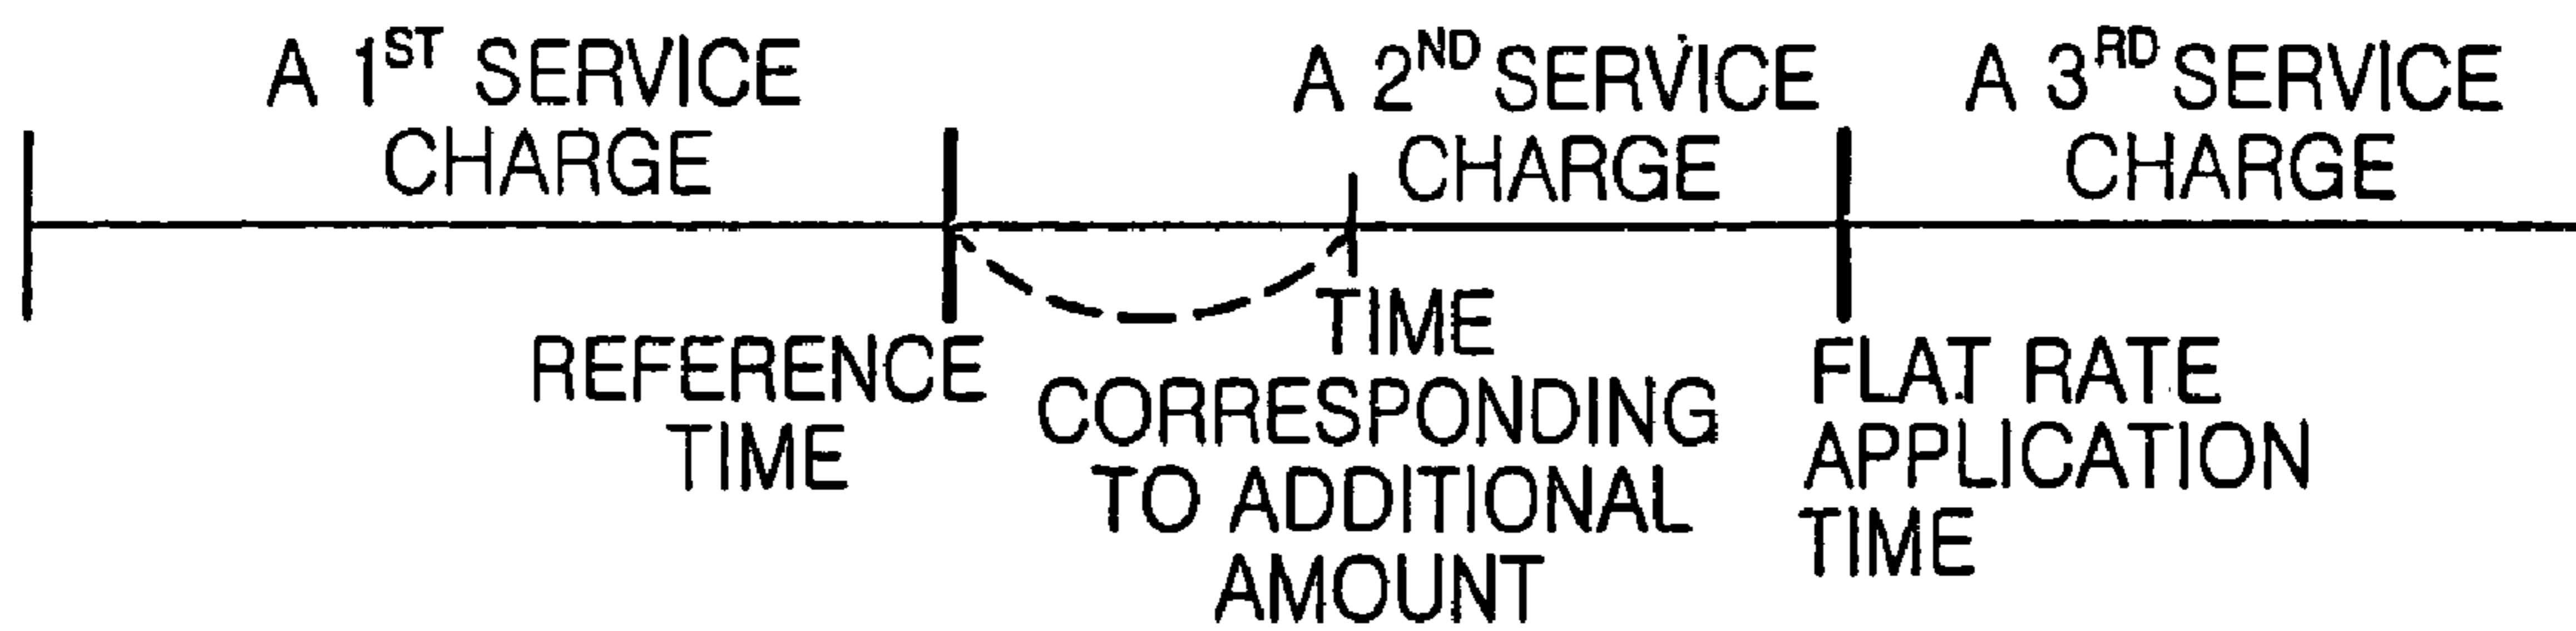 A 1ST SERVICE
CHARGE
A 2ND SERVICE
CHARGE
A 3RD SERVICE
CHARGE
REFERENCE
TIME
TIME
CORRESPONDING
TO ADDITIONAL
AMOUNT
FLAT RATE
APPLICATION
TIME